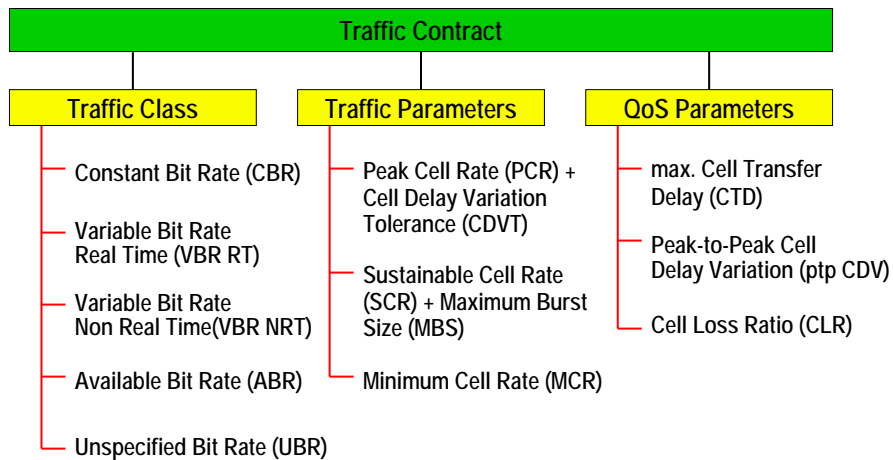 Traffic Contract
Traffic Class
Traffic Parameters
QoS Parameters
Constant Bit Rate (CBR)
Variable Bit Rate
Real Time (VBR RT)
Variable Bit Rate
Non Real Time(VBR NRT)
Available Bit Rate (ABR)
Unspecified Bit Rate (UBR)
Peak Cell Rate (PCR) +
Cell Delay Variation
Tolerance (CDVT)
Sustainable Cell Rate
(SCR) + Maximum Burst
Size (MBS)
Minimum Cell Rate (MCR)
max. Cell Transfer
Delay (CTD)
Peak-to-Peak Cell
Delay Variation (ptp CDV)
Cell Loss Ratio (CLR)